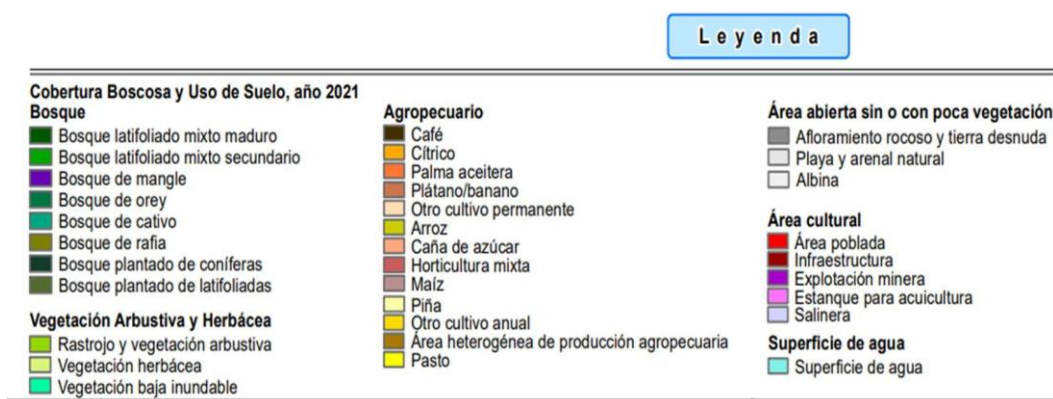 Leyenda
Cobertura Boscosa y Uso de Suelo, año 2021
Bosque
Bosque latifoliado mixto maduro
Bosque latifoliado mixto secundario
Bosque de mangle
Bosque de orey
Bosque de cativo
Bosque de rafia
Bosque plantado de coníferas
Bosque plantado de latifoliadas
Vegetación Arbustiva y Herbácea
Rastrojo y vegetación arbustiva
Vegetación herbácea
Vegetación baja inundable
Agropecuario
Café
Cítrico
Palma aceitera
Plátano/banano
Otro cultivo permanente
Arroz
Caña de azúcar
Horticultura mixta
Maíz
Piña
Otro cultivo anual
Área heterogénea de producción agropecuaria
Pasto
Área abierta sin o con poca vegetación
Afloramiento rocoso y tierra desnuda
Playa y arenal natural
Albina
Área cultural
Área poblada
Infraestructura
Explotación minera
Estanque para acuicultura
Salinera
Superficie de agua
Superficie de agua